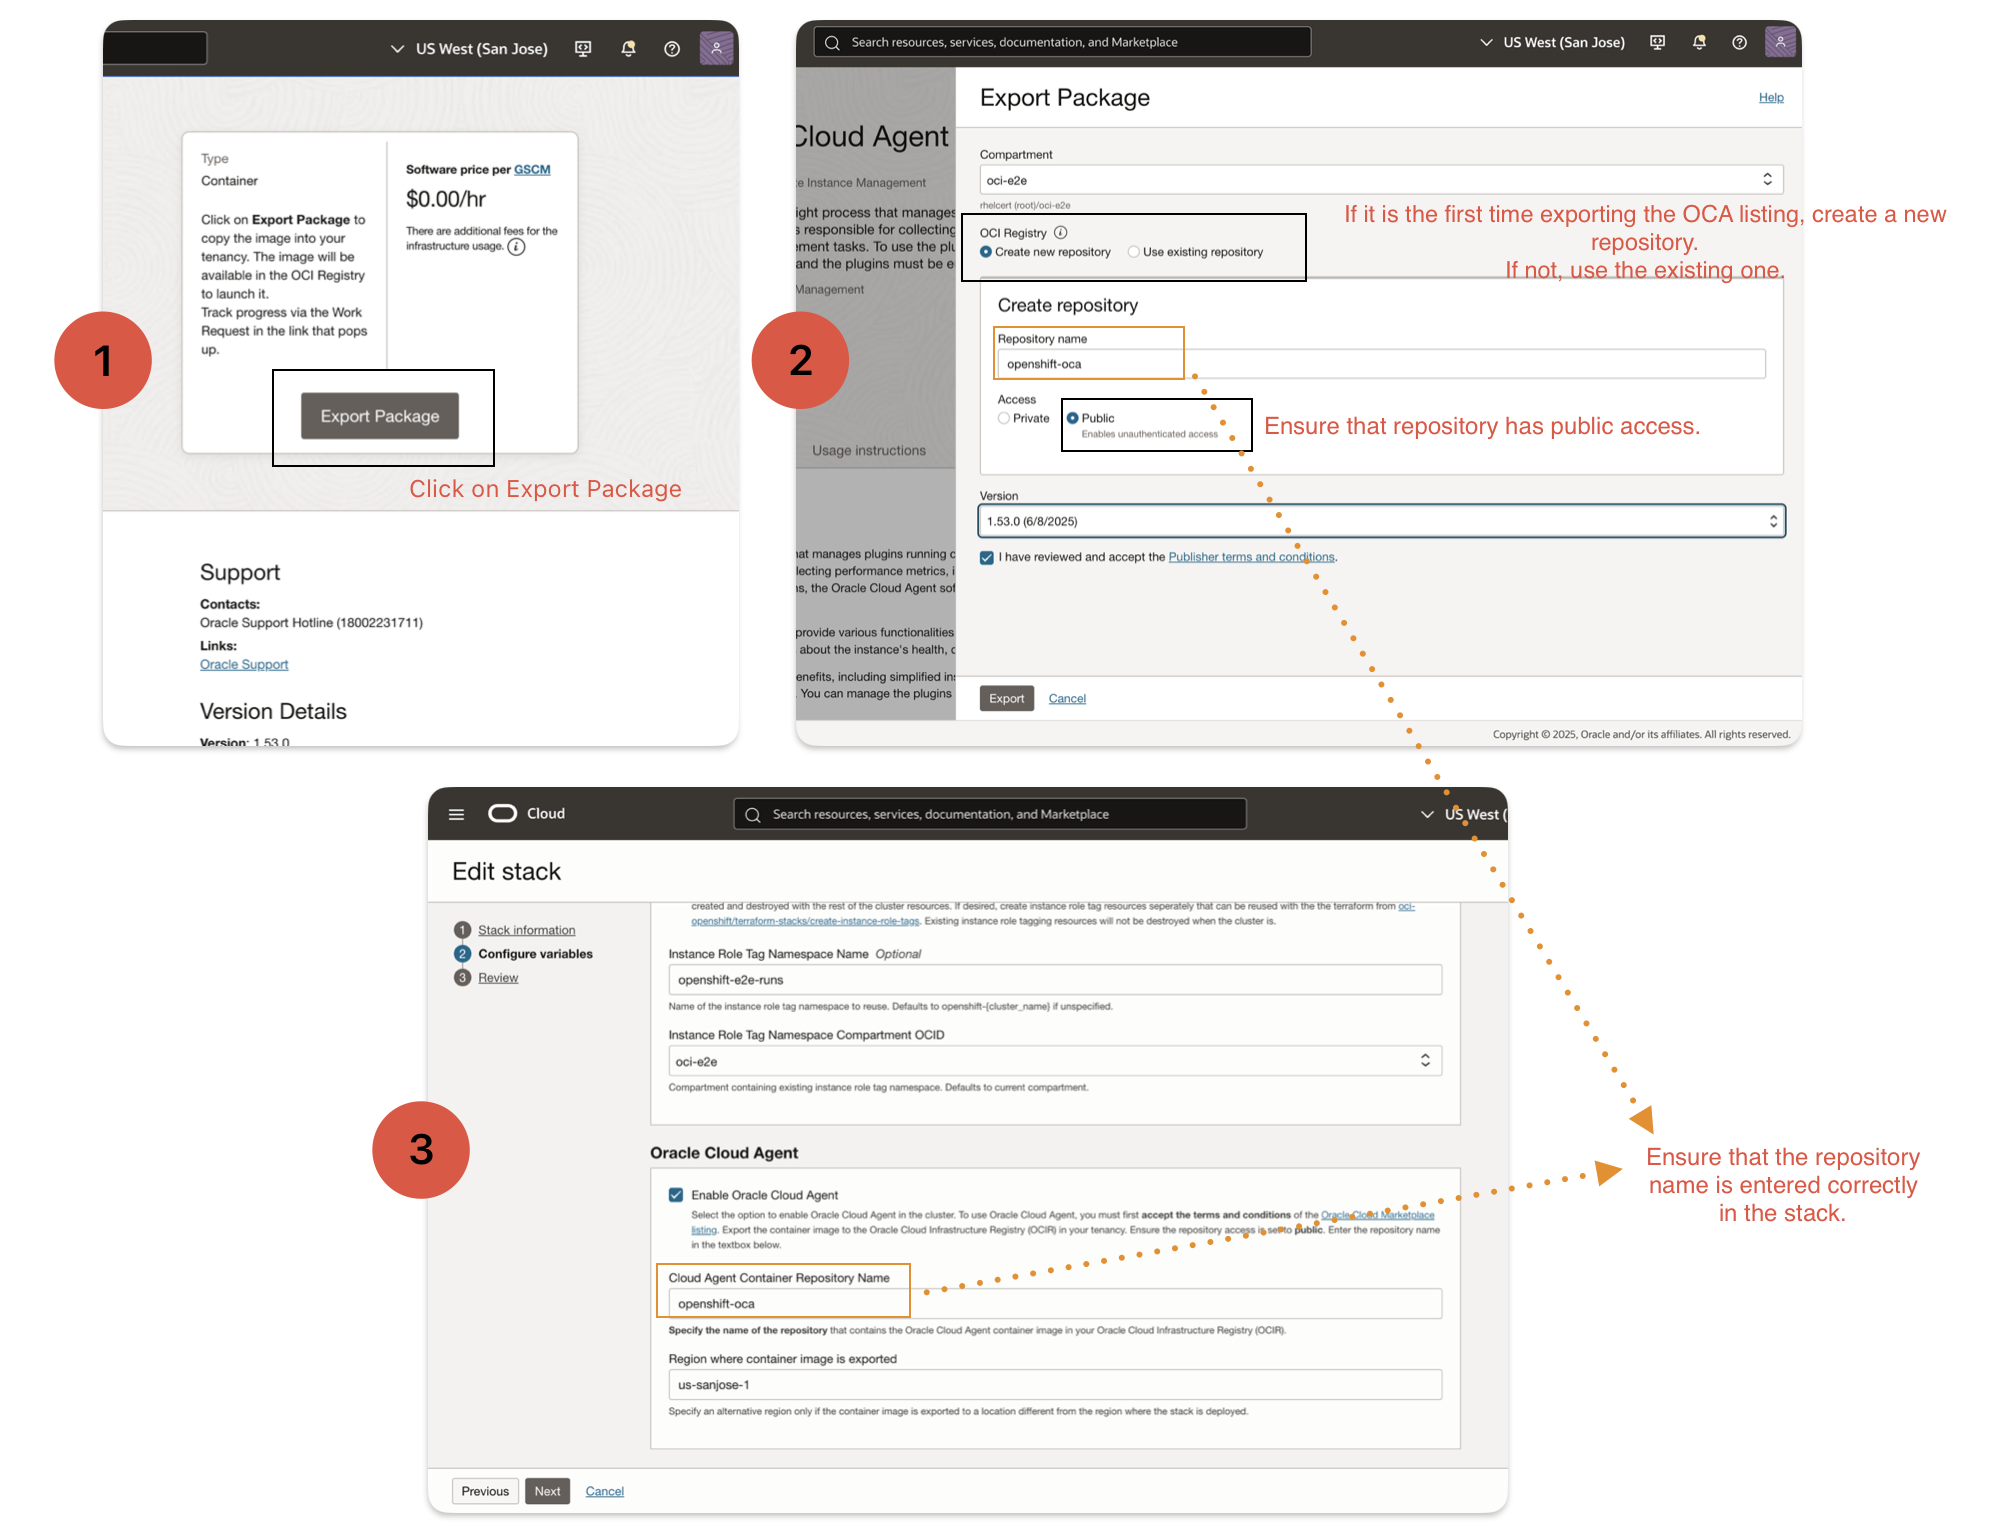 US West (San Jose)
Type
Container
Click on Export Package to
copy the image into your
tenancy. The image will be
available in the OCI Registry
to launch it.
Track progress via the Work
Request in the link that pops
up.
Software price per GSCM
$0.00/hr
There are additional fees for the
infrastructure usage.
1
Export Package
Click on Export Package
Support
Contacts:
Oracle Support Hotline (18002231711)
Links:
Oracle Support
Version Details
Version: 1.53.0
Search resources, services, documentation, and Marketplace
US West (San Jose)
Cloud Agent
e Instance Management
ight process that manages
s responsible for collecting
ement tasks. To use the plu
and the plugins must be e
Management
Usage instructions
at manages plugins running o
lecting performance metrics, i
s, the Oracle Cloud Agent sof
provide various functionalities
about the instance's health, c
enefits, including simplified ins
You can manage the plugins
2
Export Package
Help
Compartment
oci-e2e
rhelcert (root)/oci-e2e
OCI Registry
Create new repository
Use existing repository
If it is the first time exporting the OCA listing, create a new
repository.
If not, use the existing one.
Create repository
Repository name
openshift-oca
Access
Private
Public
Enables unauthenticated access
Ensure that repository has public access.
Version
1.53.0 (6/8/2025)
I have reviewed and accept the Publisher terms and conditions.
Export
Cancel
Copyright © 2025, Oracle and/or its affiliates. All rights reserved.
Cloud
Search resources, services, documentation, and Marketplace
US West (
Edit stack
1 Stack information
2 Configure variables
3 Review
created and destroyed with the rest of the cluster resources. If desired, create instance role tag resources seperately that can be reused with the the terraform from oci-
openshift/terraform-stacks/create-instance-role-tags. Existing instance role tagging resources will not be destroyed when the cluster is.
Instance Role Tag Namespace Name Optional
openshift-e2e-runs
Name of the instance role tag namespace to reuse. Defaults to openshift-{cluster_name} if unspecified.
Instance Role Tag Namespace Compartment OCID
oci-e2e
Compartment containing existing instance role tag namespace. Defaults to current compartment.
3
Oracle Cloud Agent
Enable Oracle Cloud Agent
Select the option to enable Oracle Cloud Agent in the cluster. To use Oracle Cloud Agent, you must first accept the terms and conditions of the Oracle Cloud Marketplace
listing. Export the container image to the Oracle Cloud Infrastructure Registry (OCIR) in your tenancy. Ensure the repository access is set to public. Enter the repository name
in the textbox below.
Cloud Agent Container Repository Name
openshift-oca
Specify the name of the repository that contains the Oracle Cloud Agent container image in your Oracle Cloud Infrastructure Registry (OCIR).
Region where container image is exported
us-sanjose-1
Specify an alternative region only if the container image is exported to a location different from the region where the stack is deployed.
Previous
Next
Cancel
Ensure that the repository
name is entered correctly
in the stack.